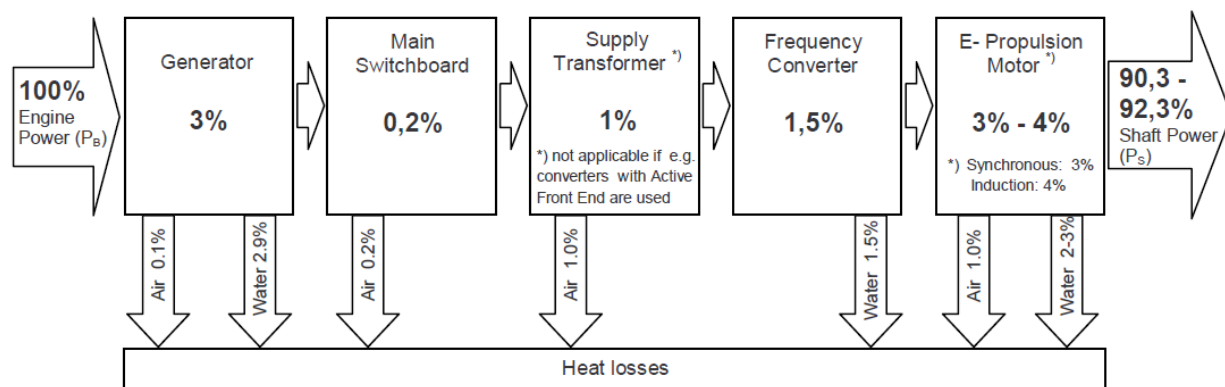 100%
Engine
Power (PB)
Generator
3%
Main
Switchboard
0,2%
Supply
Transformer *)
1%
*) not applicable if e.g.
converters with Active
Front End are used
Frequency
Converter
1,5%
E- Propulsion
Motor *)
3% - 4%
*) Synchronous: 3%
Induction: 4%
90,3 -
92,3%
Shaft Power
(PS)
Air 0.1%
Water 2.9%
Air 0.2%
Air 1.0%
Water 1.5%
Air 1.0%
Water 2-3%
Heat losses